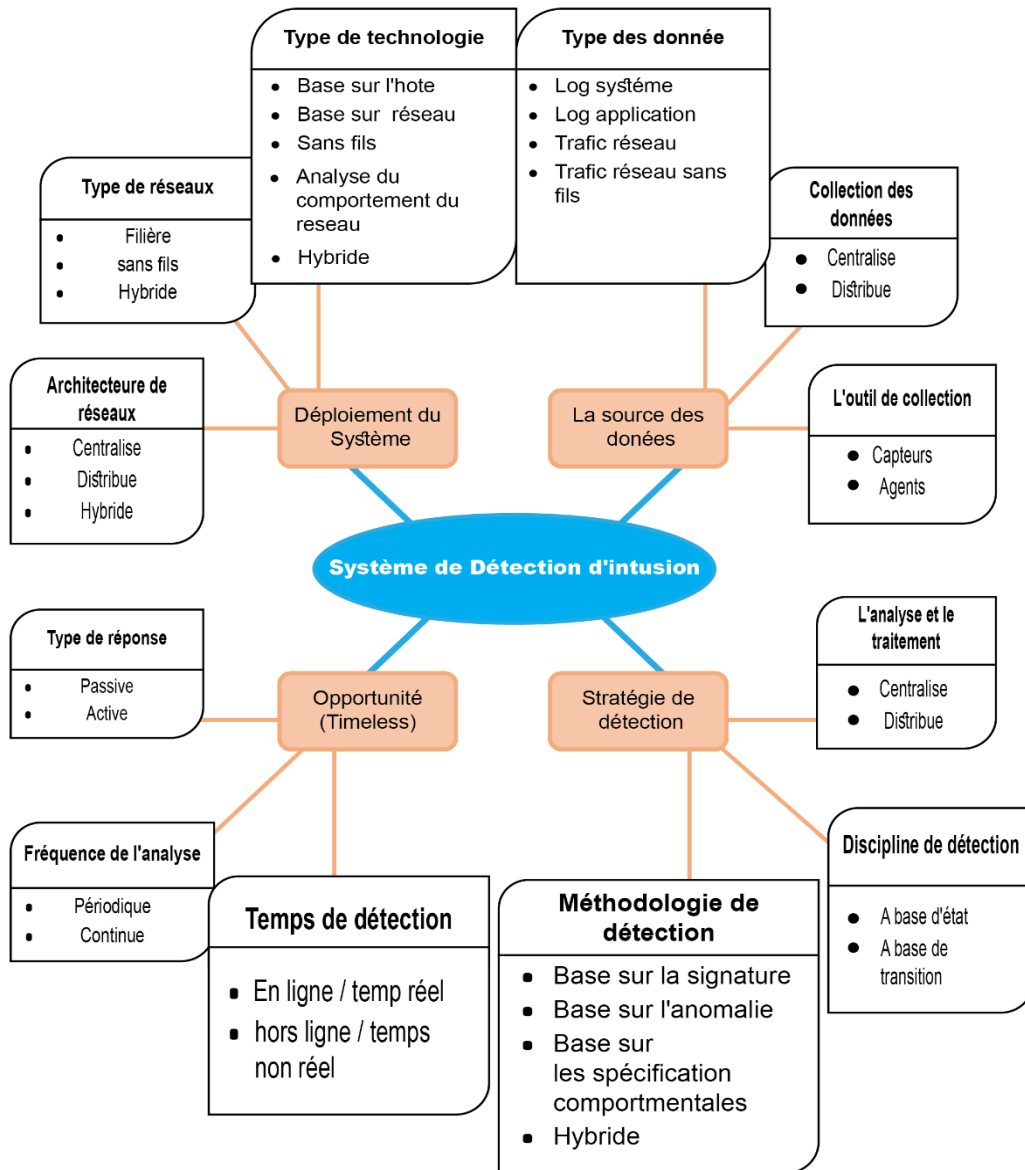 Type de technologie
Base sur l'hote
Base sur réseau
Sans fils
Analyse du
comportement du
reseau
Hybride
Type des donnée
Log systéme
Log application
Trafic réseau
Trafic réseau sans
fils
Type de réseaux
Filière
sans fils
Hybride
Collection des
données
Centralise
Distribue
Architecteure de
réseaux
Centralise
Distribue
Hybride
Déploiement du
Système
La source des
donées
L'outil de collection
Capteurs
Agents
Système de Détection d'intusion
Type de réponse
Passive
Active
Opportunité
(Timeless)
Stratégie de
détection
L'analyse et le
traitement
Centralise
Distribue
Fréquence de l'analyse
Périodique
Continue
Temps de détection
En ligne / temp réel
hors ligne / temps
non réel
Méthodologie de
détection
Base sur la signature
Base sur l'anomalie
Base sur
les spécification
comportmentales
Hybride
Discipline de détection
A base d'état
A base de
transition